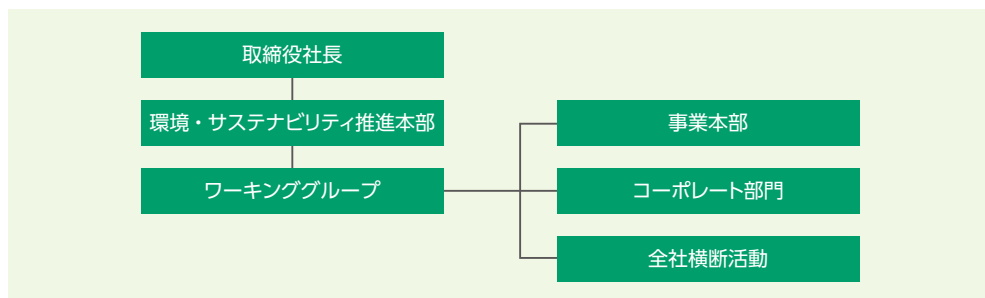 取締役社長
環境・サステナビリティ推進本部
ワーキンググループ
事業本部
コーポレート部門
全社横断活動